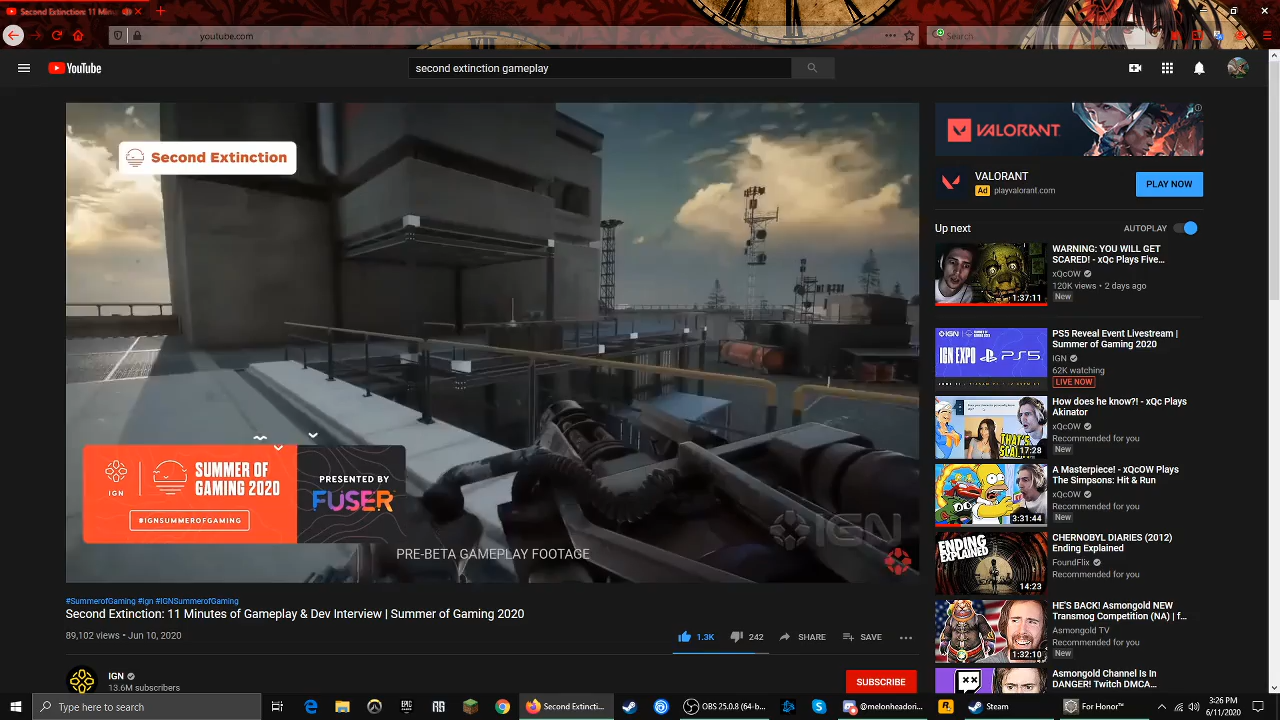 Second Extinction: 11 Min
youtube.com
Search
YouTube
second extinction gameplay
Second Extinction
IGN
SUMMER OF
GAMING 2020
#IGNSUMMEROFGAMING
PRESENTED BY
FUSER
IGN
PRE-BETA GAMEPLAY FOOTAGE
#SummerofGaming #ign #IGNSummerofGaming
Second Extinction: 11 Minutes of Gameplay & Dev Interview | Summer of Gaming 2020
89,102 views • Jun 10, 2020
1.3K
242
SHARE
SAVE
IGN
13.6M subscribers
SUBSCRIBE
VALORANT
VALORANT
Ad playvalorant.com
PLAY NOW
Up next
AUTOPLAY
1:37:11
WARNING: YOU WILL GET
SCARED! - xQc Plays Five...
xQcOW
120K views • 2 days ago
New
IGN EXPO PS5
PS5 Reveal Event Livestream |
Summer of Gaming 2020
IGN
62K watching
LIVE NOW
THAT'S
17:28
How does he know?! - xQc Plays
Akinator
xQcOW
Recommended for you
New
3:31:44
A Masterpiece! - xQcOW Plays
The Simpsons: Hit & Run
xQcOW
Recommended for you
New
ENDING
EXPLAINED
14:23
CHERNOBYL DIARIES (2012)
Ending Explained
FoundFlix
Recommended for you
1:32:10
HE'S BACK! Asmongold NEW
Transmog Competition (NA) | f...
Asmongold TV
Recommended for you
New
Asmongold Channel Is In
DANGER! Twitch DMCA...
Type here to search
EPIC
GAMES
Second Extincti...
OBS 25.0.8 (64-b...
@melonheadori...
Steam
For Honor™
3:26 PM
6/11/2020